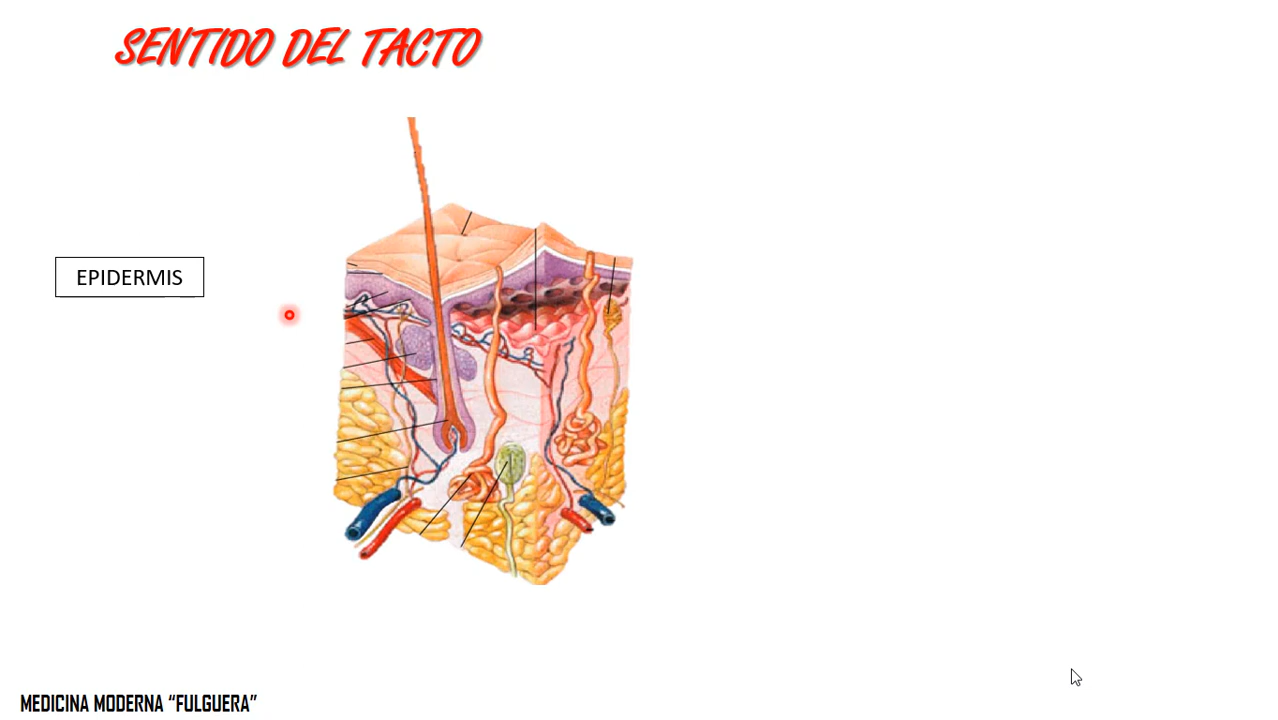 SENTIDO DEL TACTO
EPIDERMIS
MEDICINA MODERNA “FULGUERA”